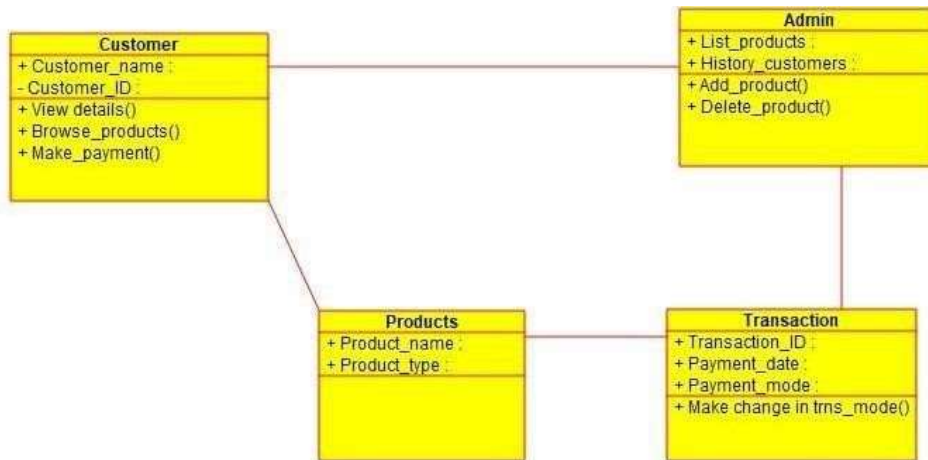 Customer
+ Customer_name :
- Customer_ID :
+ View details()
+ Browse_products()
+ Make_payment()
Admin
+ List_products :
+ History_customers :
+ Add_product()
+ Delete_product()
Products
+ Product_name :
+ Product_type :
Transaction
+ Transaction_ID :
+ Payment_date :
+ Payment_mode :
+ Make change in trns_mode()